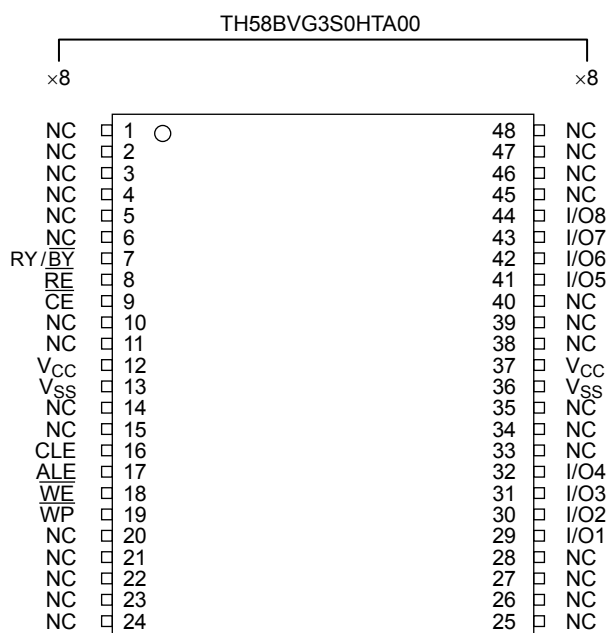 TH58BVG3S0HTA00
×8 ×8
NC 1 48 NC
NC 2 47 NC
NC 3 46 NC
NC 4 45 NC
NC 5 44 I/O8
NC 6 43 I/O7
RY/B̅Y̅ 7 42 I/O6
R̅E̅ 8 41 I/O5
C̅E̅ 9 40 NC
NC 10 39 NC
NC 11 38 NC
VCC 12 37 VCC
VSS 13 36 VSS
NC 14 35 NC
NC 15 34 NC
CLE 16 33 NC
ALE 17 32 I/O4
W̅E̅ 18 31 I/O3
W̅P̅ 19 30 I/O2
NC 20 29 I/O1
NC 21 28 NC
NC 22 27 NC
NC 23 26 NC
NC 24 25 NC